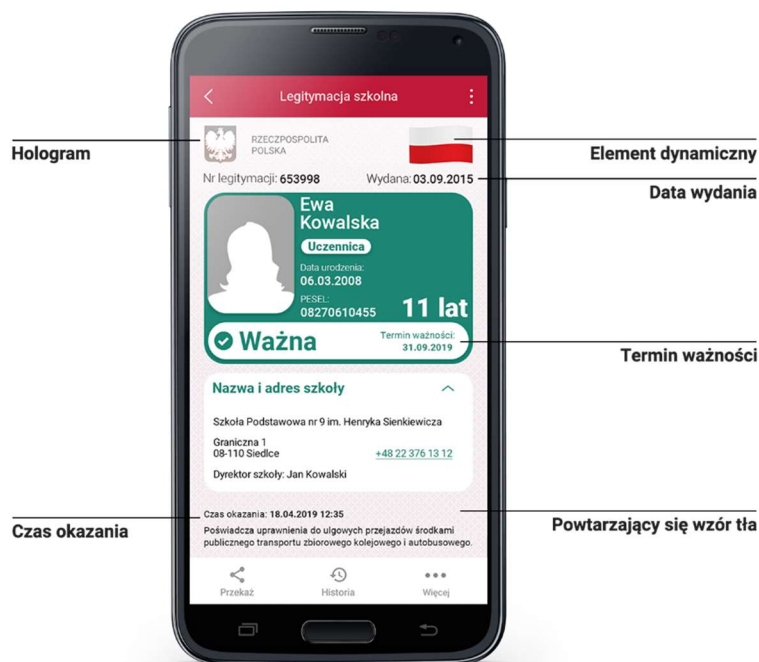 Legitymacja szkolna
Hologram
RZECZPOSPOLITA
POLSKA
Element dynamiczny
Nr legitymacji: 653998
Wydana: 03.09.2015
Data wydania
Ewa
Kowalska
Uczennica
Data urodzenia:
06.03.2008
PESEL:
08270610455
11 lat
Ważna
Termin ważności:
31.09.2019
Termin ważności
Nazwa i adres szkoły
Szkoła Podstawowa nr 9 im. Henryka Sienkiewicza
Graniczna 1
08-110 Siedlce
+48 22 376 13 12
Dyrektor szkoły: Jan Kowalski
Czas okazania: 18.04.2019 12:35
Czas okazania
Powtarzający się wzór tła
Poświadcza uprawnienia do ulgowych przejazdów środkami
publicznego transportu zbiorowego kolejowego i autobusowego.
Przekaż
Historia
Więcej